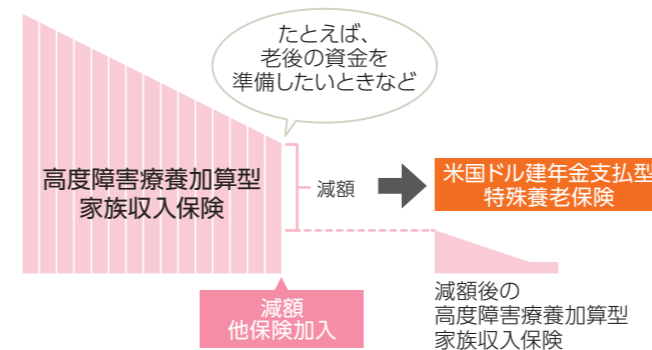 たとえば、
老後の資金を
準備したいときなど
高度障害療養加算型
家族収入保険
減額
米国ドル建年金支払型
特殊養老保険
減額
他保険加入
減額後の
高度障害療養加算型
家族収入保険